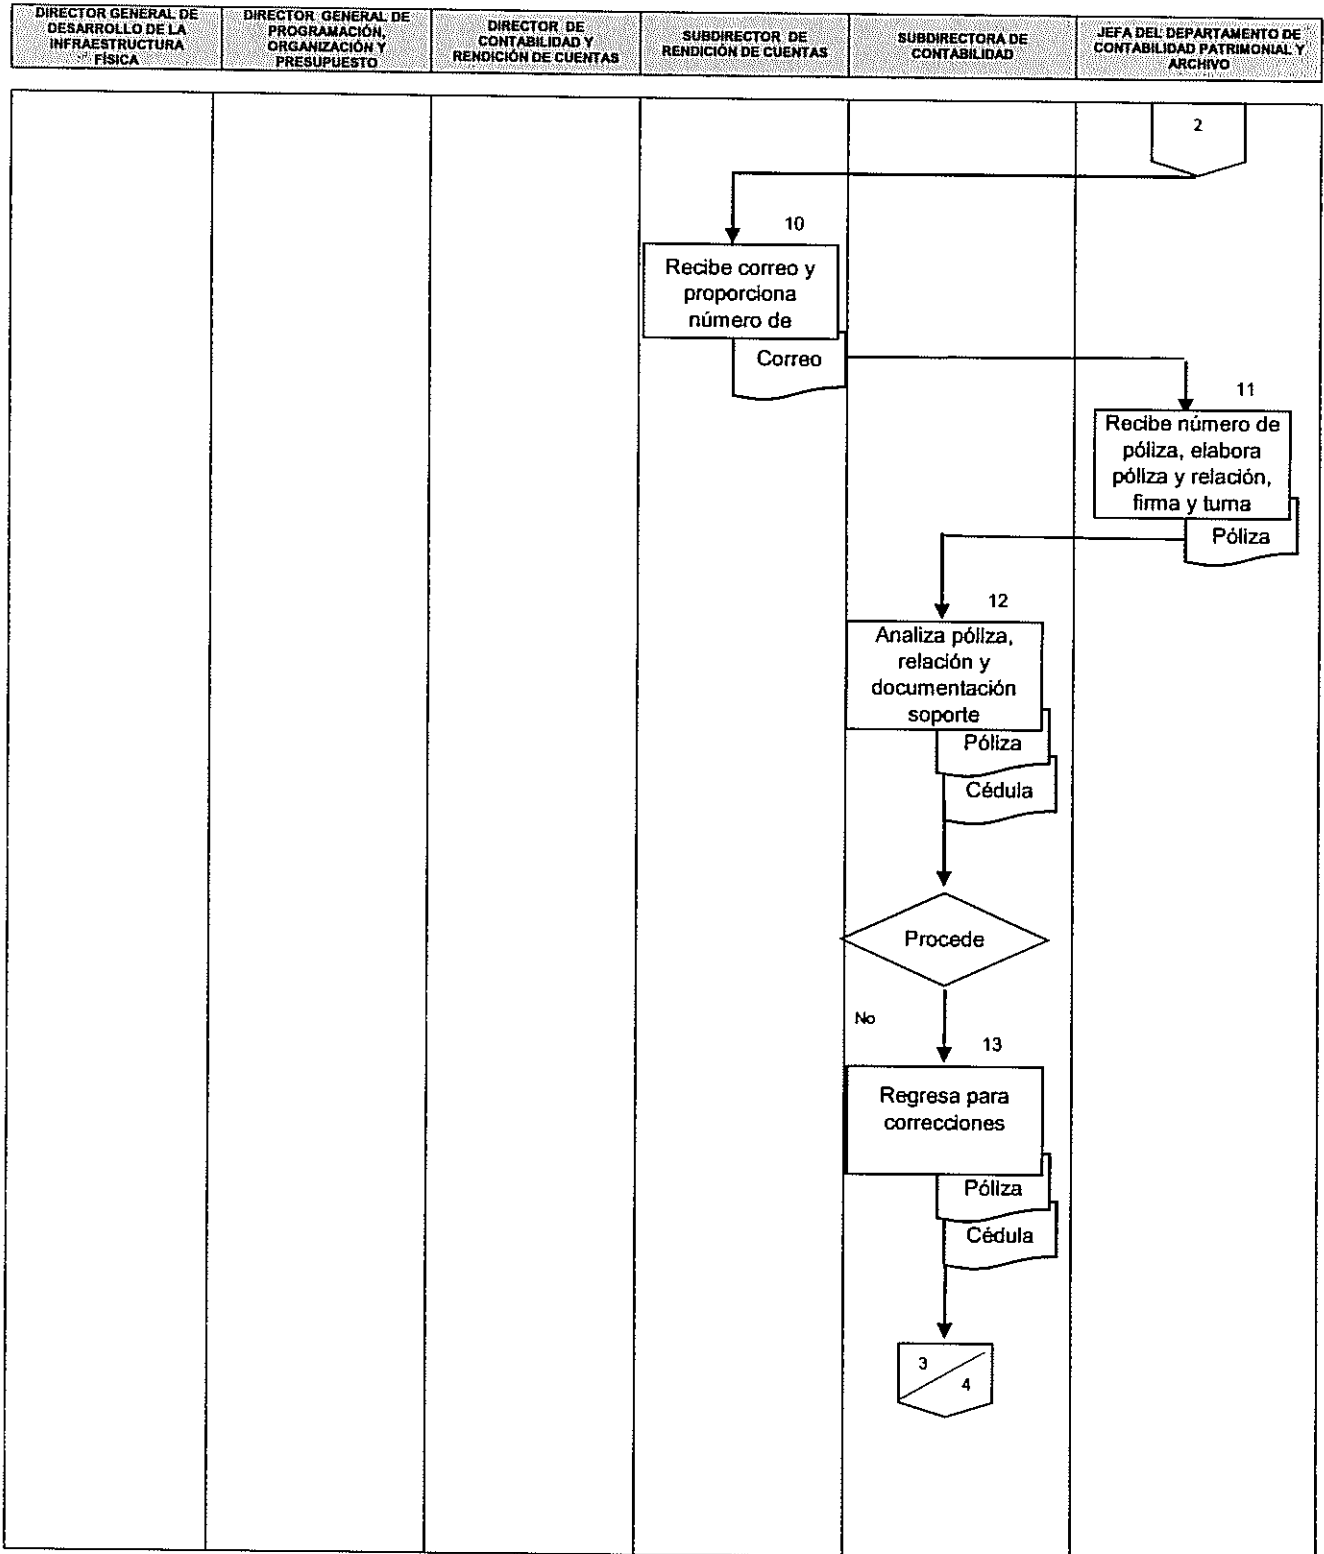 DIRECTOR GENERAL DE
DESARROLLO DE LA
INFRAESTRUCTURA
FÍSICA
DIRECTOR GENERAL DE
PROGRAMACIÓN,
ORGANIZACIÓN Y
PRESUPUESTO
DIRECTOR DE
CONTABILIDAD Y
RENDICIÓN DE CUENTAS
SUBDIRECTOR DE
RENDICIÓN DE CUENTAS
SUBDIRECTORA DE
CONTABILIDAD
JEFA DEL DEPARTAMENTO DE
CONTABILIDAD PATRIMONIAL Y
ARCHIVO
2
10
Recibe correo y
proporciona
número de
Correo
11
Recibe número de
póliza, elabora
póliza y relación,
firma y turna
Póliza
12
Analiza póliza,
relación y
documentación
soporte
Póliza
Cédula
Procede
No
13
Regresa para
correcciones
Póliza
Cédula
3
4